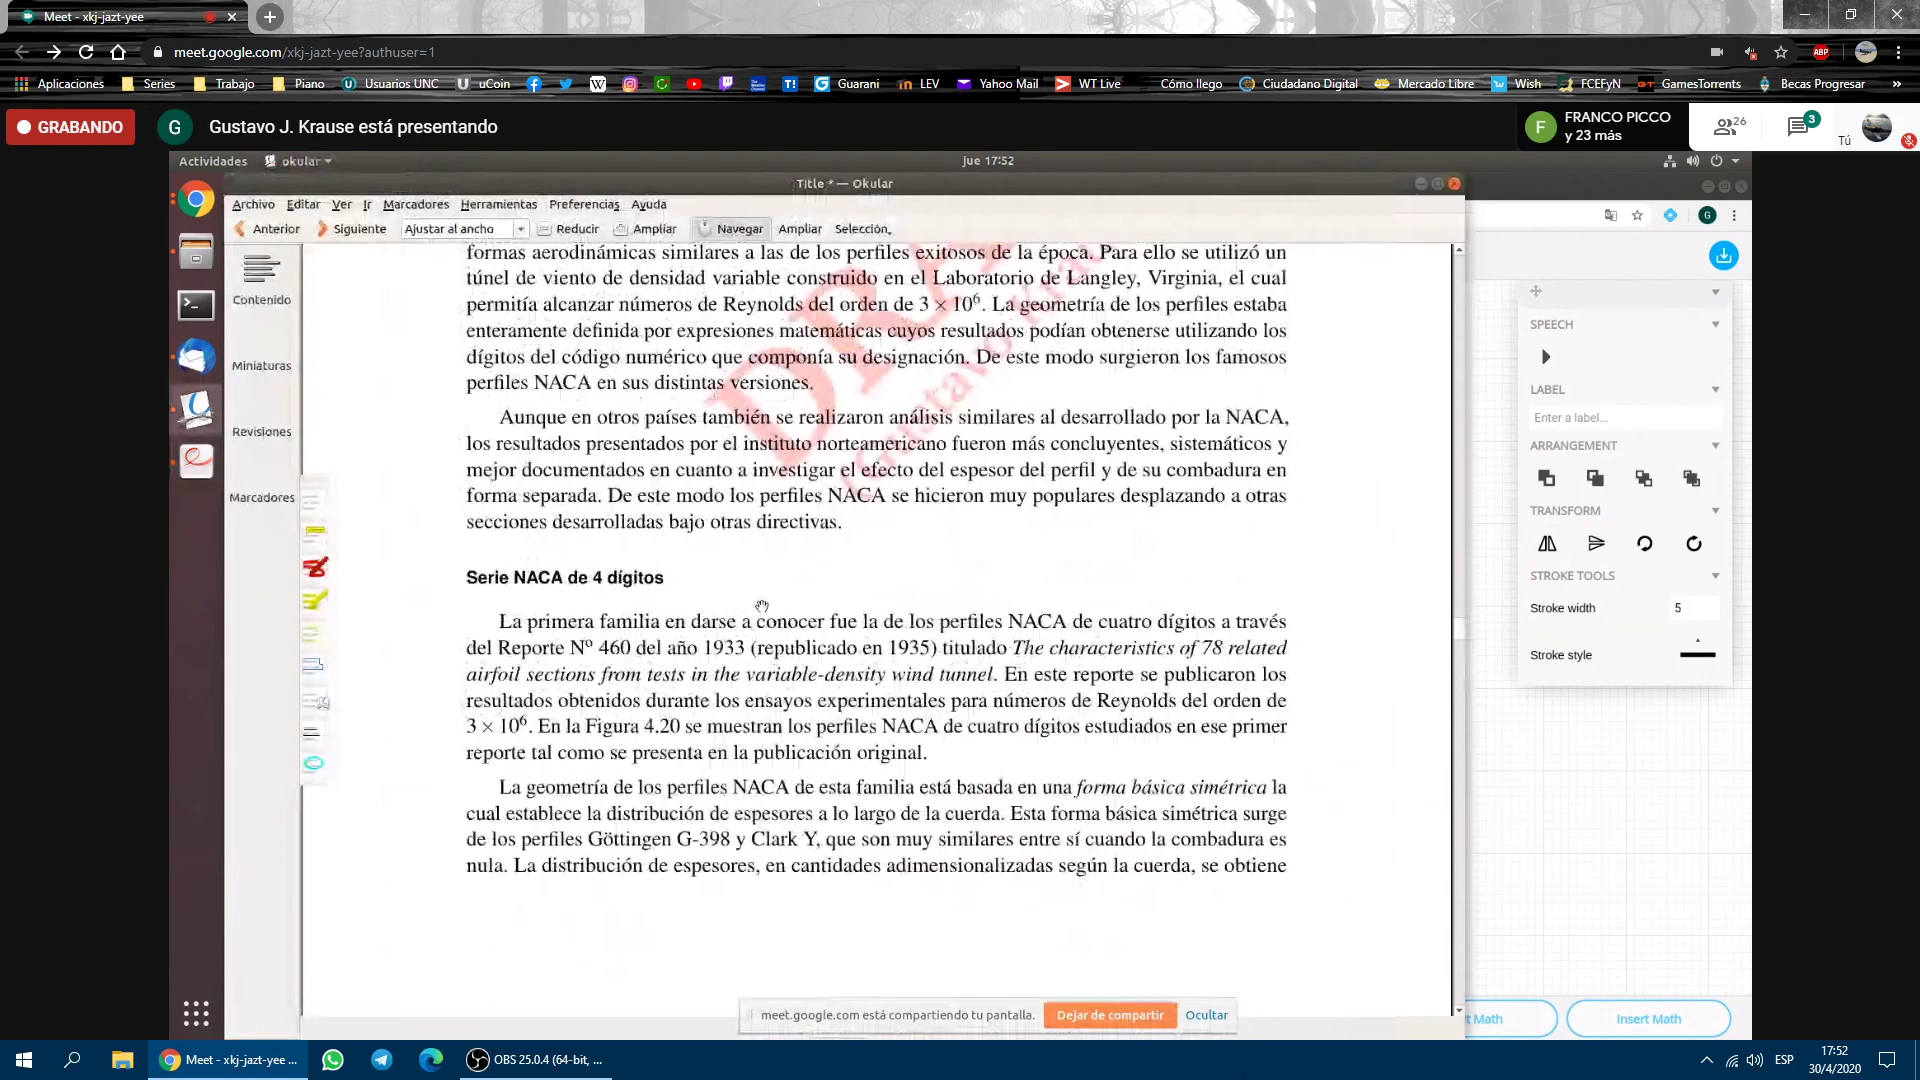 Meet - xkj-jazt-yee
meet.google.com/xkj-jazt-yee?authuser=1
ABP
Aplicaciones
Series
Trabajo
Piano
Usuarios UNC
uCoin
Guarani
LEV
Yahoo Mail
WT Live
Cómo llego
Ciudadano Digital
Mercado Libre
Wish
FCEFyN
GamesTorrents
Becas Progresar
»
GRABANDO
G
Gustavo J. Krause está presentando
F
FRANCO PICCO
y 23 más
26
3
Tú
Actividades
okular
jue 17:52
Title * — Okular
Archivo
Editar
Ver
Ir
Marcadores
Herramientas
Preferencias
Ayuda
Anterior
Siguiente
Ajustar al ancho
Reducir
Ampliar
Navegar
Ampliar
Selección
G
Contenido
Miniaturas
Revisiones
Marcadores
formas aerodinámicas similares a las de los perfiles exitosos de la época. Para ello se utilizó un
túnel de viento de densidad variable construido en el Laboratorio de Langley, Virginia, el cual
permitía alcanzar números de Reynolds del orden de 3 × 10⁶. La geometría de los perfiles estaba
enteramente definida por expresiones matemáticas cuyos resultados podían obtenerse utilizando los
dígitos del código numérico que componía su designación. De este modo surgieron los famosos
perfiles NACA en sus distintas versiones.
Aunque en otros países también se realizaron análisis similares al desarrollado por la NACA,
los resultados presentados por el instituto norteamericano fueron más concluyentes, sistemáticos y
mejor documentados en cuanto a investigar el efecto del espesor del perfil y de su combadura en
forma separada. De este modo los perfiles NACA se hicieron muy populares desplazando a otras
secciones desarrolladas bajo otras directivas.
Serie NACA de 4 dígitos
La primera familia en darse a conocer fue la de los perfiles NACA de cuatro dígitos a través
del Reporte Nº 460 del año 1933 (republicado en 1935) titulado The characteristics of 78 related
airfoil sections from tests in the variable-density wind tunnel. En este reporte se publicaron los
resultados obtenidos durante los ensayos experimentales para números de Reynolds del orden de
3 × 10⁶. En la Figura 4.20 se muestran los perfiles NACA de cuatro dígitos estudiados en ese primer
reporte tal como se presenta en la publicación original.
La geometría de los perfiles NACA de esta familia está basada en una forma básica simétrica la
cual establece la distribución de espesores a lo largo de la cuerda. Esta forma básica simétrica surge
de los perfiles Göttingen G-398 y Clark Y, que son muy similares entre sí cuando la combadura es
nula. La distribución de espesores, en cantidades adimensionalizadas según la cuerda, se obtiene
SPEECH
LABEL
Enter a label...
ARRANGEMENT
TRANSFORM
STROKE TOOLS
Stroke width
5
Stroke style
meet.google.com está compartiendo tu pantalla.
Dejar de compartir
Ocultar
Math
Insert Math
Meet - xkj-jazt-yee ...
OBS 25.0.4 (64-bit, ...
ESP
17:52
30/4/2020